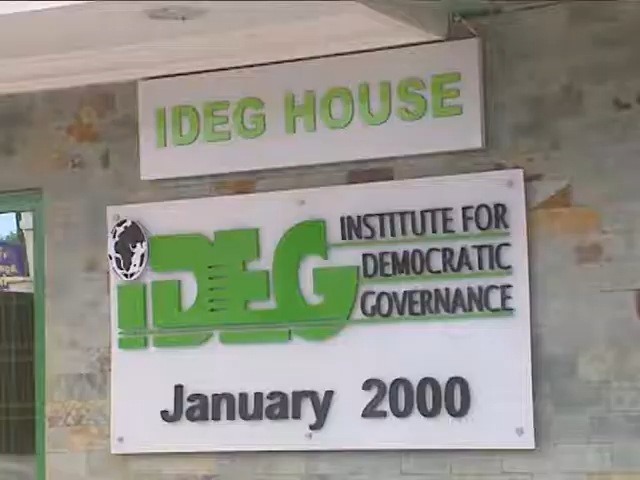 IDEG HOUSE
iDEG
INSTITUTE FOR
DEMOCRATIC
GOVERNANCE
January 2000